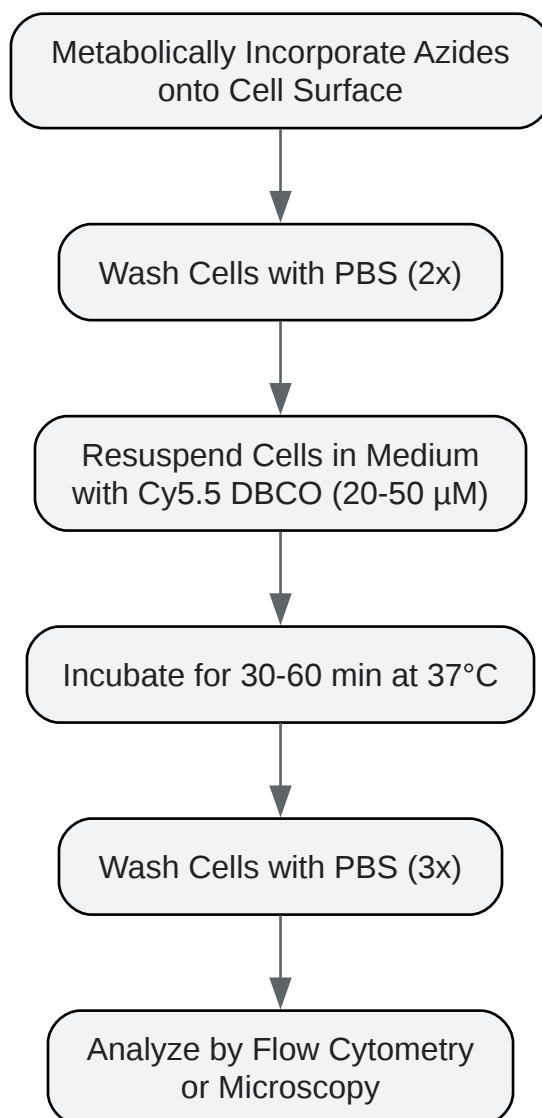 Metabolically Incorporate Azides
onto Cell Surface
Wash Cells with PBS (2x)
Resuspend Cells in Medium
with Cy5.5 DBCO (20-50 µM)
Incubate for 30-60 min at 37°C
Wash Cells with PBS (3x)
Analyze by Flow Cytometry
or Microscopy